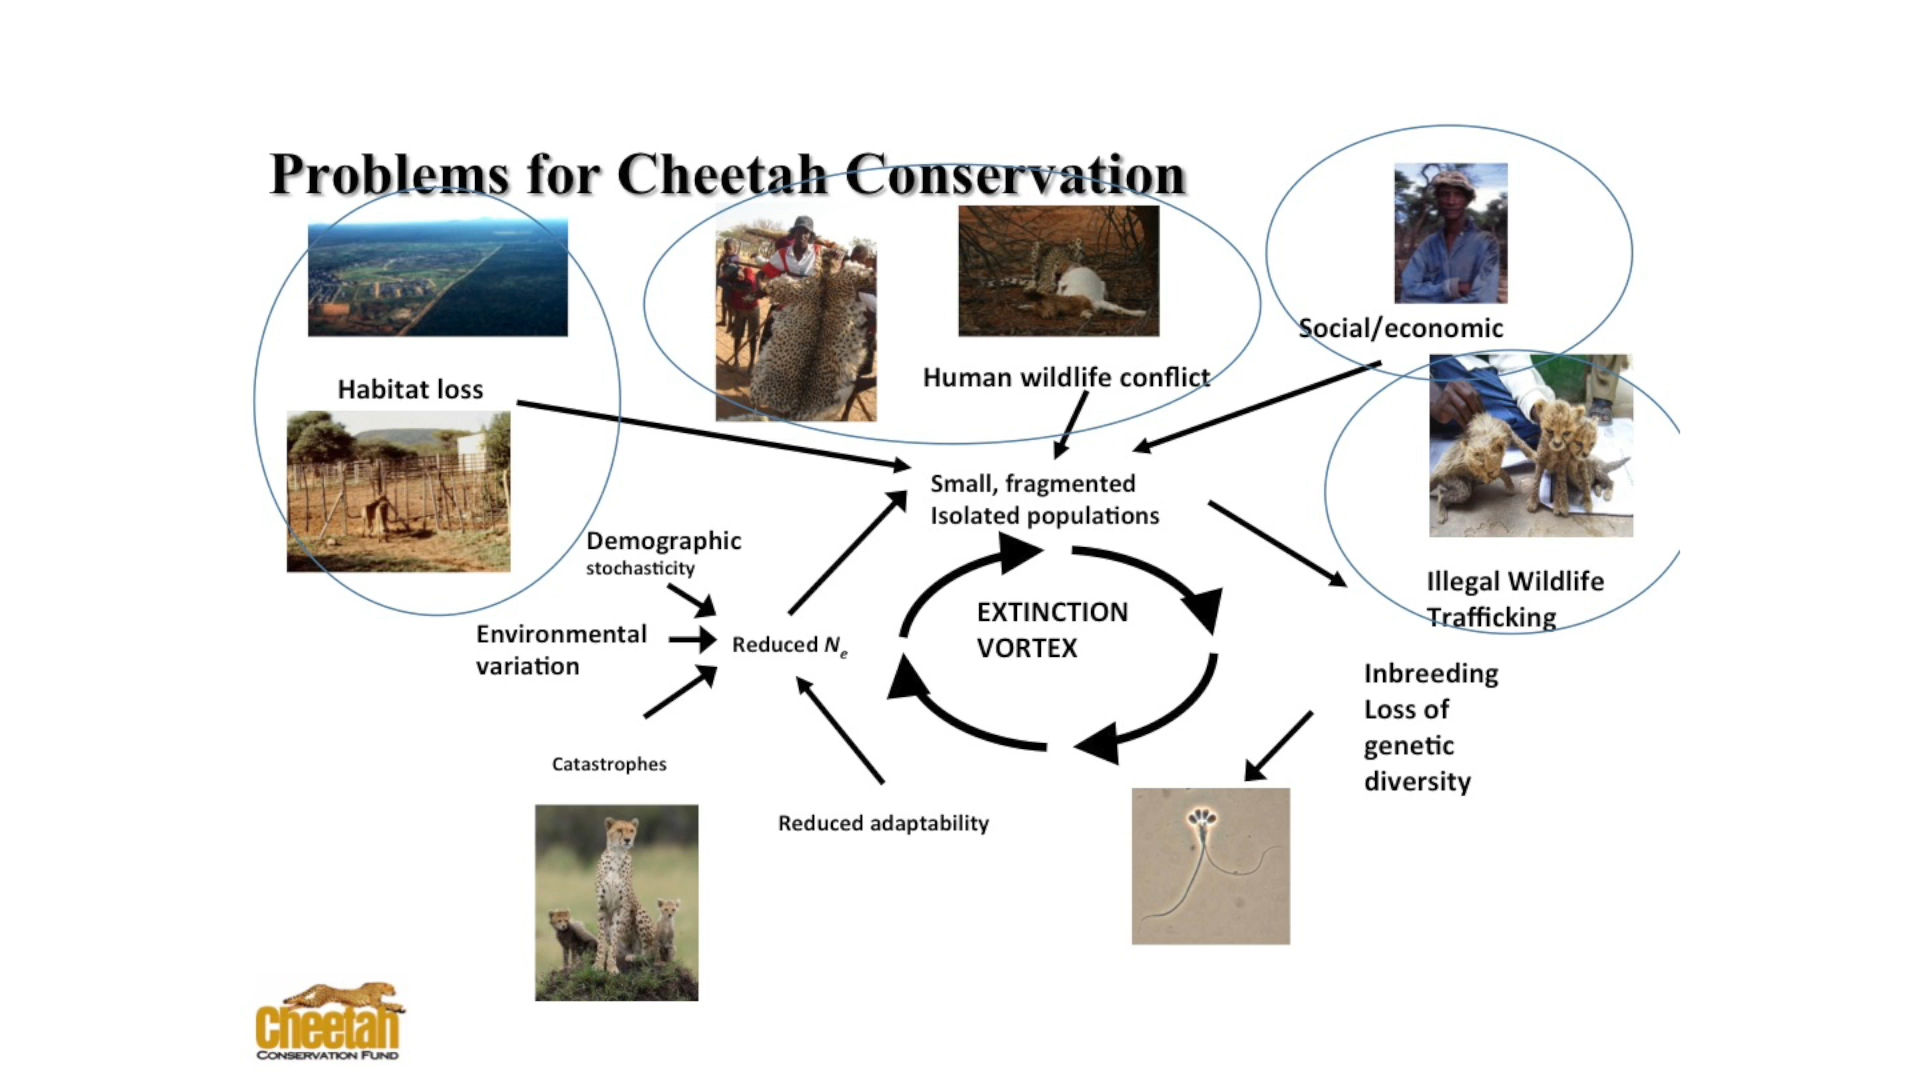 Problems for Cheetah Conservation
Habitat loss
Human wildlife conflict
Social/economic
Small, fragmented
Isolated populations
Demographic
stochasticity
Environmental
variation
Reduced Ne
EXTINCTION
VORTEX
Illegal Wildlife
Trafficking
Inbreeding
Loss of
genetic
diversity
Catastrophes
Reduced adaptability
Cheetah
CONSERVATION FUND